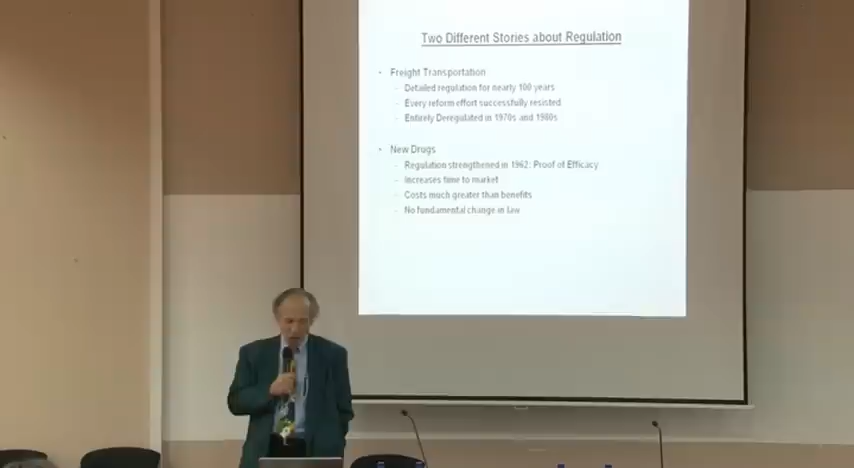 Two Different Stories about Regulation
• Freight Transportation
– Detailed regulation for nearly 100 years
– Every reform effort successfully resisted
– Entirely Deregulated in 1970s and 1980s
• New Drugs
– Regulation strengthened in 1962: Proof of Efficacy
– Increases time to market
– Costs much greater than benefits
– No fundamental change in law